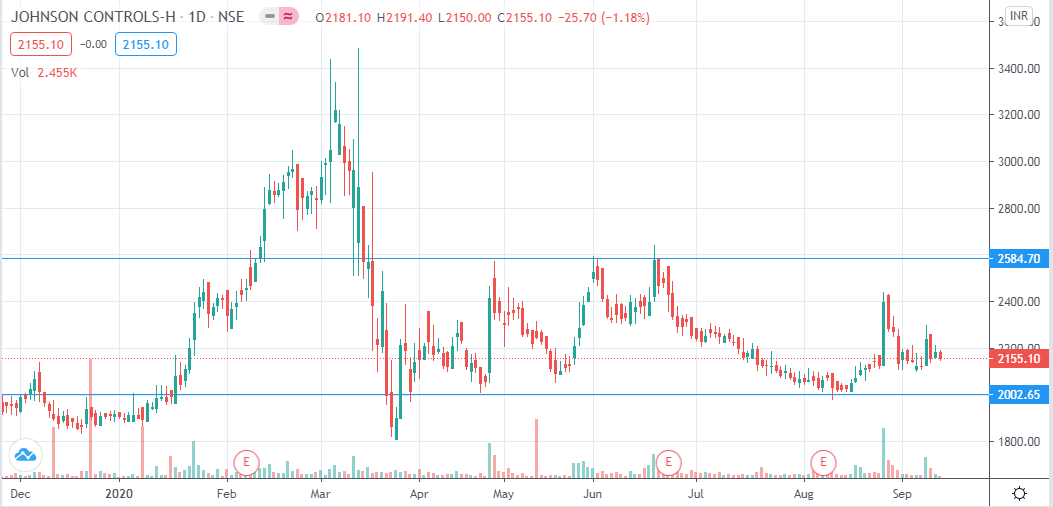 JOHNSON CONTROLS-H · 1D · NSE O2181.10 H2191.40 L2150.00 C2155.10 −25.70 (−1.18%)
INR
2155.10 −0.00 2155.10
Vol 2.455K
3400.00
3200.00
3000.00
2800.00
2584.70
2400.00
2200.00
2155.10
2002.65
1800.00
E E E
Dec 2020 Feb Mar Apr May Jun Jul Aug Sep